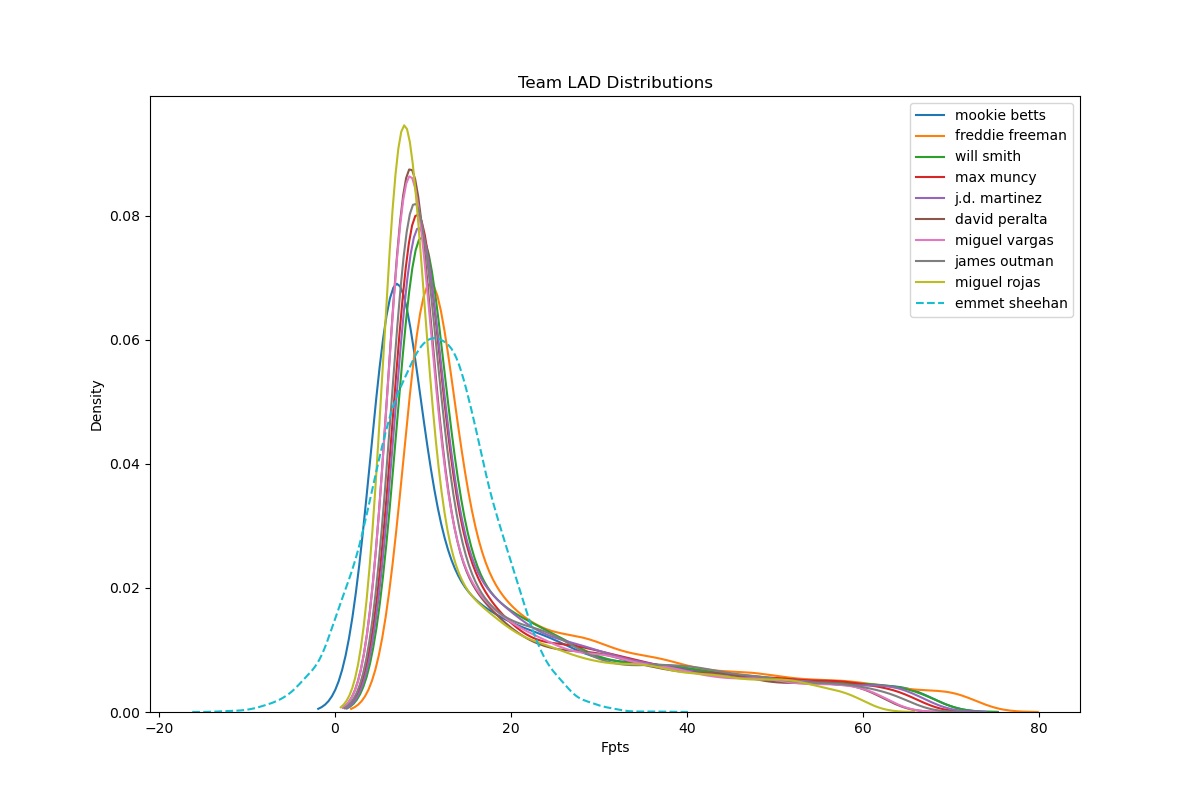 Team LAD Distributions
mookie betts
freddie freeman
will smith
max muncy
j.d. martinez
david peralta
miguel vargas
james outman
miguel rojas
emmet sheehan
0.08
0.06
0.04
0.02
0.00
Density
−20
0
20
40
60
80
Fpts